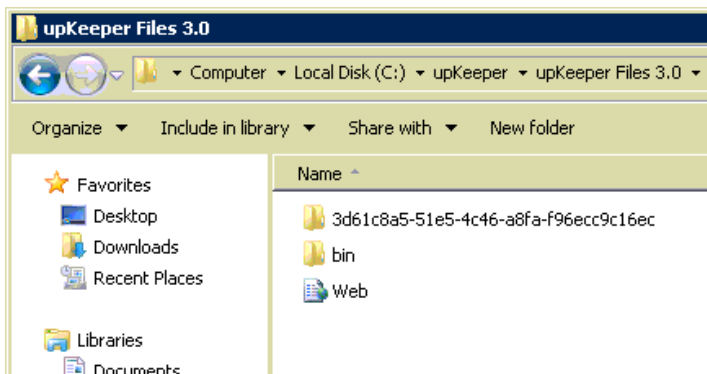 upKeeper Files 3.0
Computer Local Disk (C:) upKeeper upKeeper Files 3.0
Organize Include in library Share with New folder
Favorites
Desktop
Downloads
Recent Places
Libraries
Documents
Name
3d61c8a5-51e5-4c46-a8fa-f96ecc9c16ec
bin
Web